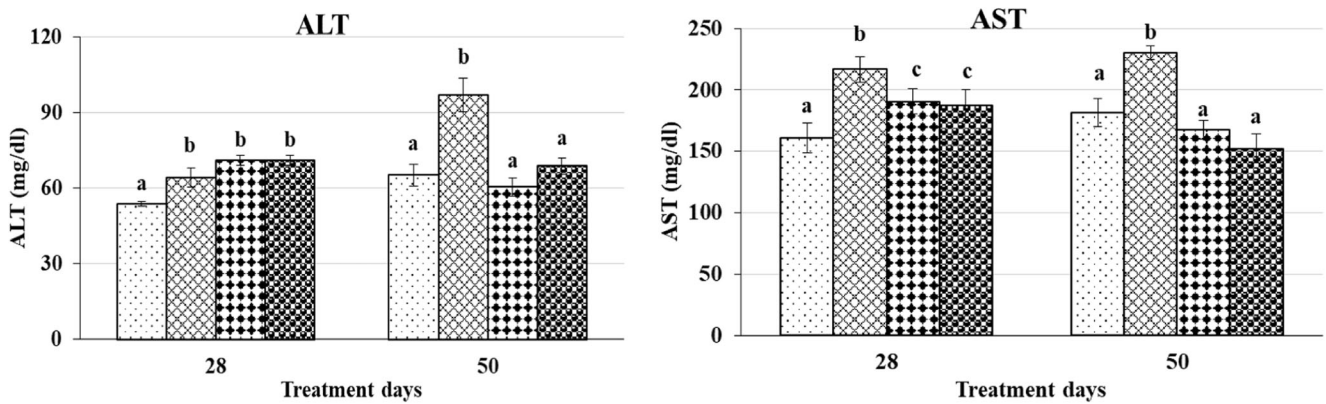 ALT
120
90
60
30
0
ALT (mg/dl)
a
b
b
b
a
b
a
a
28
50
Treatment days
AST
250
200
150
100
50
0
AST (mg/dl)
a
b
c
c
a
b
a
a
28
50
Treatment days